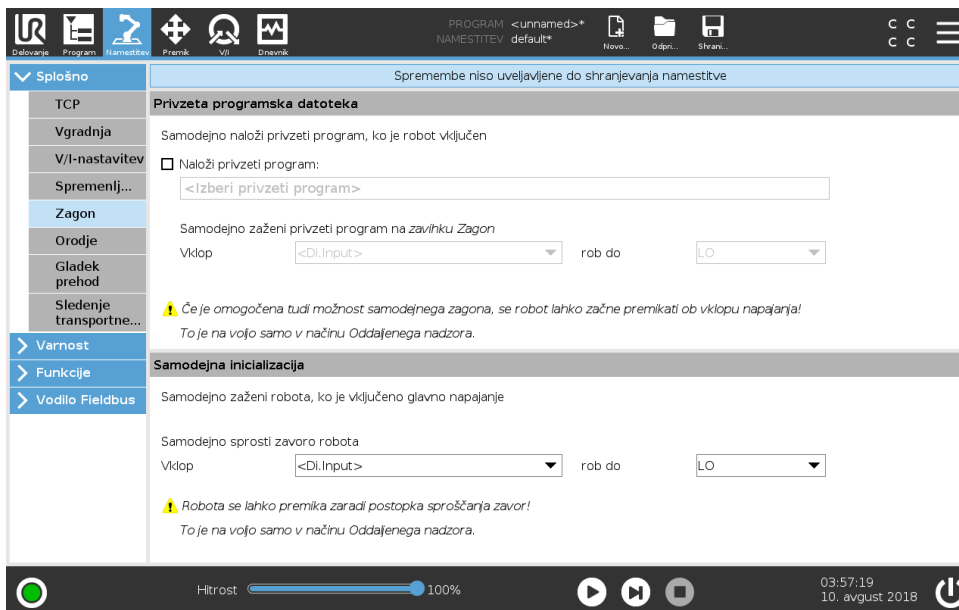 PROGRAM <unnamed>*
NAMESTITEV default*
Delovanje Program Namestitev Premik V/I Dnevnik Novo... Odpri... Shrani...
C C
C C
Splošno
TCP
Vgradnja
V/I-nastavitev
Spremenlj...
Zagon
Orodje
Gladek
prehod
Sledenje
transportne...
Varnost
Funkcije
Vodilo Fieldbus
Spremembe niso uveljavljene do shranjevanja namestitve
Privzeta programska datoteka
Samodejno naloži privzeti program, ko je robot vključen
Naloži privzeti program:
<Izberi privzeti program>
Samodejno zaženi privzeti program na zavihku Zagon
Vklop <Di.Input> rob do LO
Če je omogočena tudi možnost samodejnega zagona, se robot lahko začne premikati ob vklopu napajanja!
To je na voljo samo v načinu Oddaljenega nadzora.
Samodejna inicializacija
Samodejno zaženi robota, ko je vključeno glavno napajanje
Samodejno sprosti zavoro robota
Vklop <Di.Input> rob do LO
Robota se lahko premika zaradi postopka sproščanja zavor!
To je na voljo samo v načinu Oddaljenega nadzora.
Hitrost 100%
03:57:19
10. avgust 2018